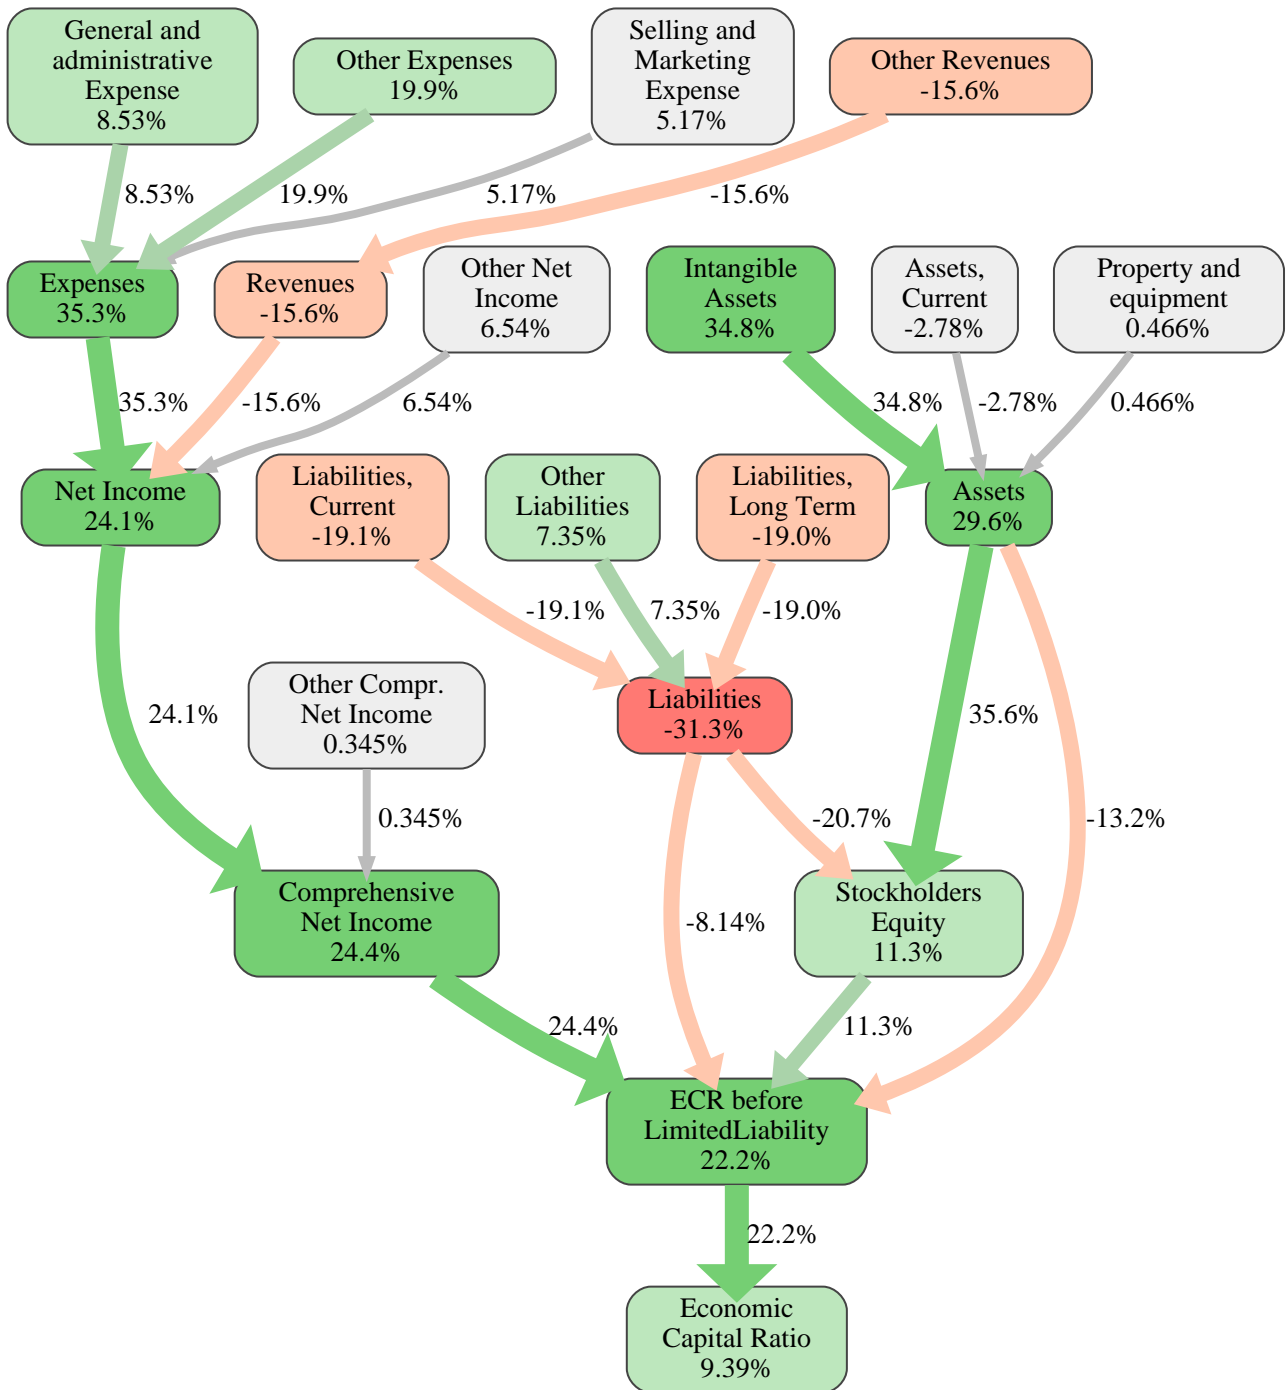 General and
administrative
Expense
8.53%
Other Expenses
19.9%
Selling and
Marketing
Expense
5.17%
Other Revenues
-15.6%
8.53%
19.9%
5.17%
-15.6%
Expenses
35.3%
Revenues
-15.6%
Other Net
Income
6.54%
Intangible
Assets
34.8%
Assets,
Current
-2.78%
Property and
equipment
0.466%
35.3%
-15.6%
6.54%
34.8%
-2.78%
0.466%
Net Income
24.1%
Liabilities,
Current
-19.1%
Other
Liabilities
7.35%
Liabilities,
Long Term
-19.0%
Assets
29.6%
-19.1%
7.35%
-19.0%
24.1%
Other Compr.
Net Income
0.345%
Liabilities
-31.3%
35.6%
0.345%
-20.7%
-13.2%
Comprehensive
Net Income
24.4%
-8.14%
Stockholders
Equity
11.3%
24.4%
11.3%
ECR before
LimitedLiability
22.2%
22.2%
Economic
Capital Ratio
9.39%